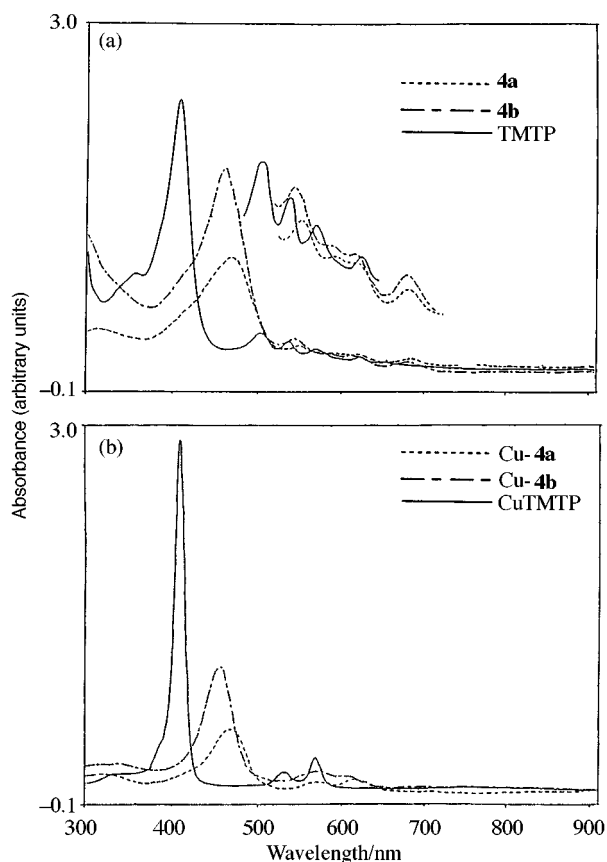 3.0
(a)
4a
4b
TMTP
Absorbance (arbitrary units)
–0.1
3.0
(b)
Cu-4a
Cu-4b
CuTMTP
–0.1
300 400 500 600 700 800 900
Wavelength/nm